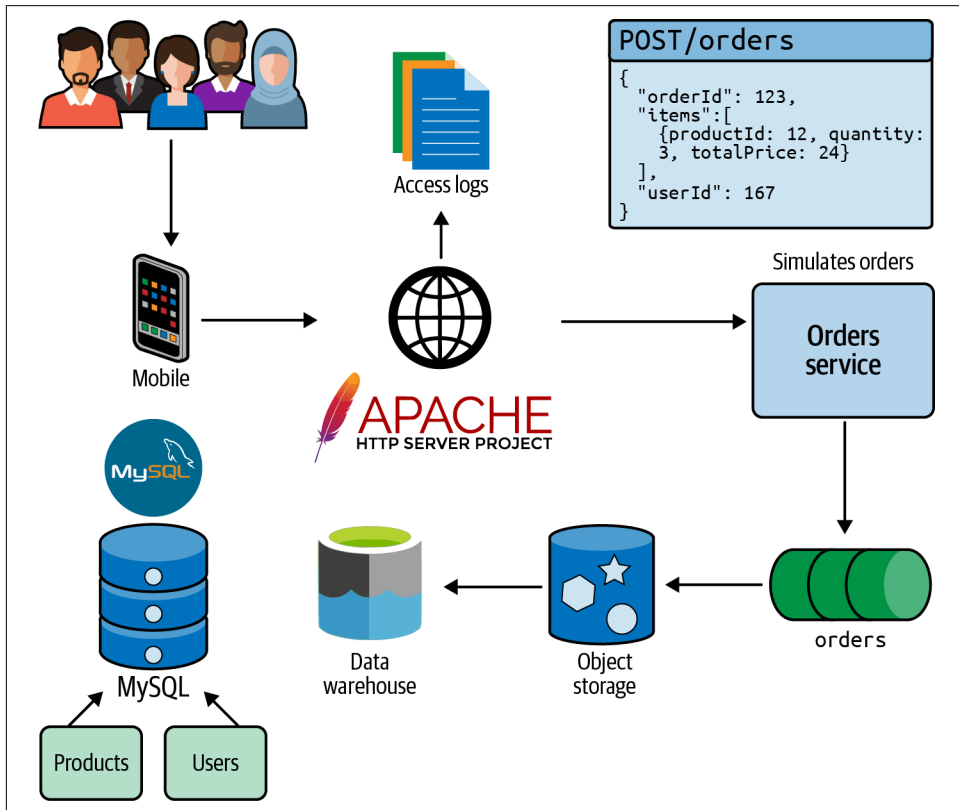 Access logs
POST/orders
{
"orderId": 123,
"items":[
{productId: 12, quantity:
3, totalPrice: 24}
],
"userId": 167
}
Mobile
APACHE
HTTP SERVER PROJECT
Simulates orders
Orders
service
MySQL
MySQL
Products
Users
Data
warehouse
Object
storage
orders